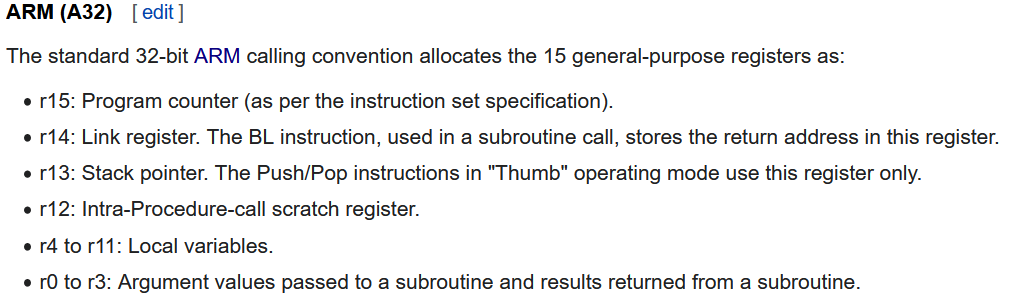 ARM (A32) [ edit ]
The standard 32-bit ARM calling convention allocates the 15 general-purpose registers as:
• r15: Program counter (as per the instruction set specification).
• r14: Link register. The BL instruction, used in a subroutine call, stores the return address in this register.
• r13: Stack pointer. The Push/Pop instructions in "Thumb" operating mode use this register only.
• r12: Intra-Procedure-call scratch register.
• r4 to r11: Local variables.
• r0 to r3: Argument values passed to a subroutine and results returned from a subroutine.